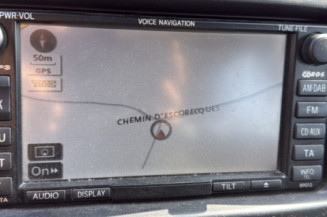 PWR·VOL
VOICE NAVIGATION
TUNE·FILE
50m
GPS
CHEMIN D'ESCOBECQUES
On
AM·DAB
FM
CD·AUX
TA
INFO
AUDIO
DISPLAY
TILT